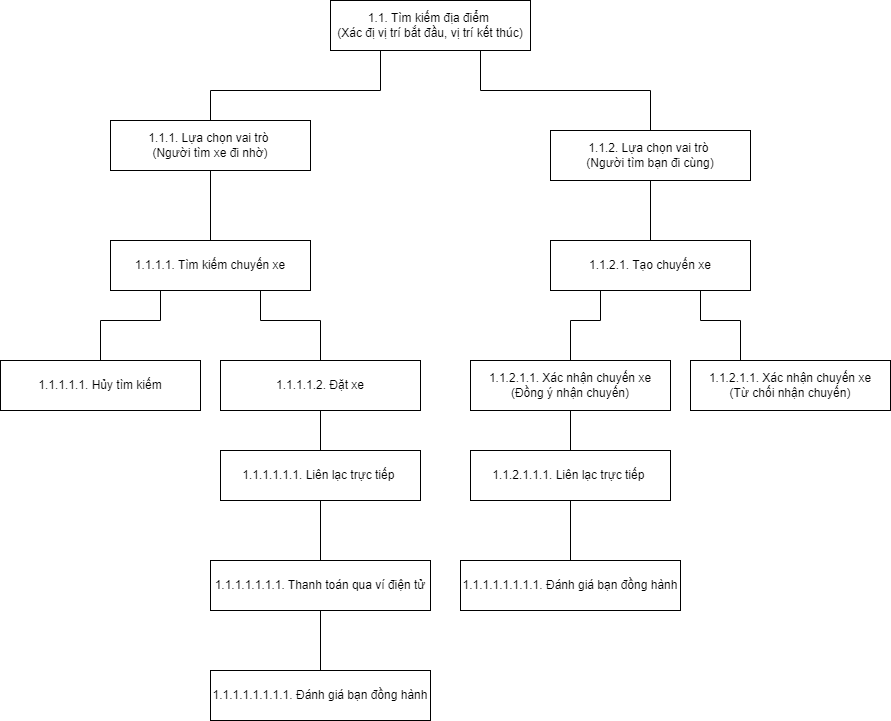 1.1. Tìm kiếm địa điểm
(Xác đị vị trí bắt đầu, vị trí kết thúc)
1.1.1. Lựa chọn vai trò
(Người tìm xe đi nhờ)
1.1.2. Lựa chọn vai trò
(Người tìm bạn đi cùng)
1.1.1.1. Tìm kiếm chuyến xe
1.1.2.1. Tạo chuyến xe
1.1.1.1.1. Hủy tìm kiếm
1.1.1.1.2. Đặt xe
1.1.2.1.1. Xác nhận chuyến xe
(Đồng ý nhận chuyến)
1.1.2.1.1. Xác nhận chuyến xe
(Từ chối nhận chuyến)
1.1.1.1.1.1. Liên lạc trực tiếp
1.1.2.1.1.1. Liên lạc trực tiếp
1.1.1.1.1.1.1. Thanh toán qua ví điện tử
1.1.1.1.1.1.1.1. Đánh giá bạn đồng hành
1.1.1.1.1.1.1.1. Đánh giá bạn đồng hành